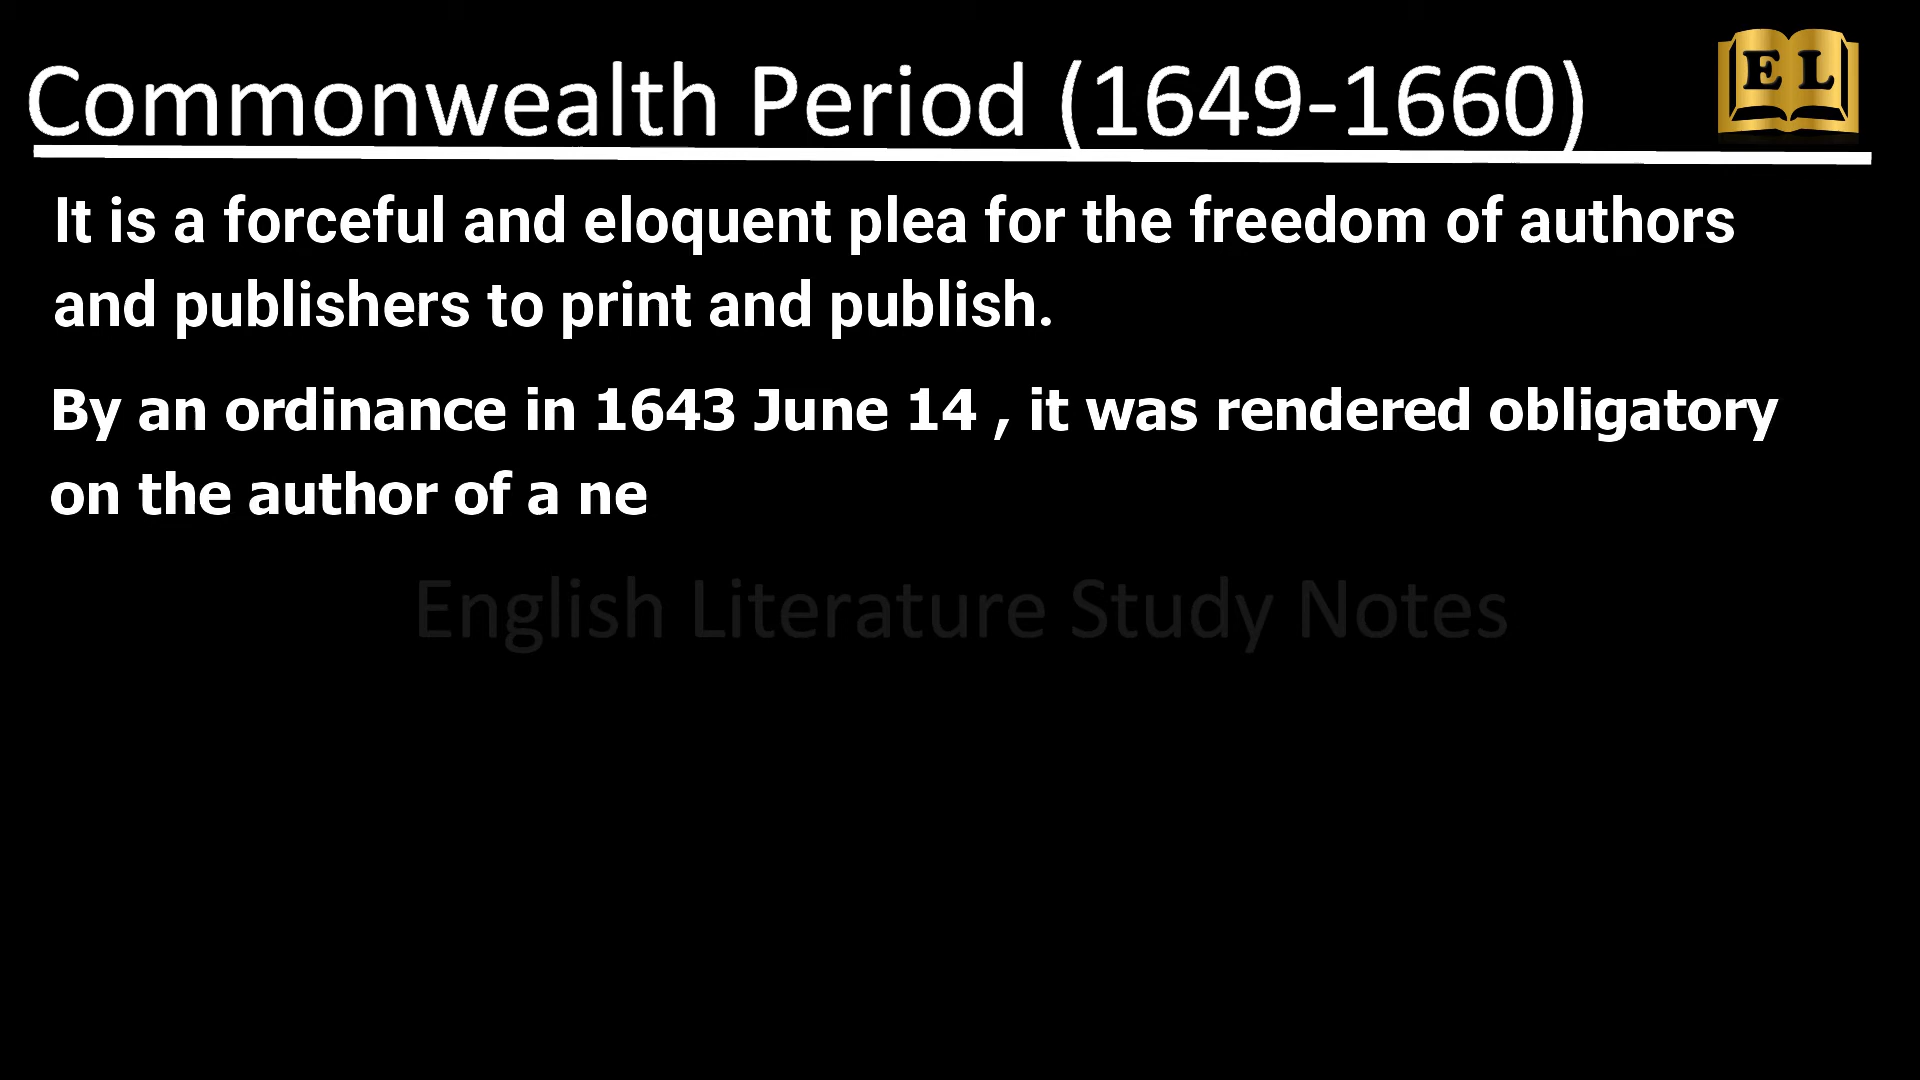 Commonwealth Period (1649-1660)
E L
It is a forceful and eloquent plea for the freedom of authors
and publishers to print and publish.
By an ordinance in 1643 June 14 , it was rendered obligatory
on the author of a ne
English Literature Study Notes